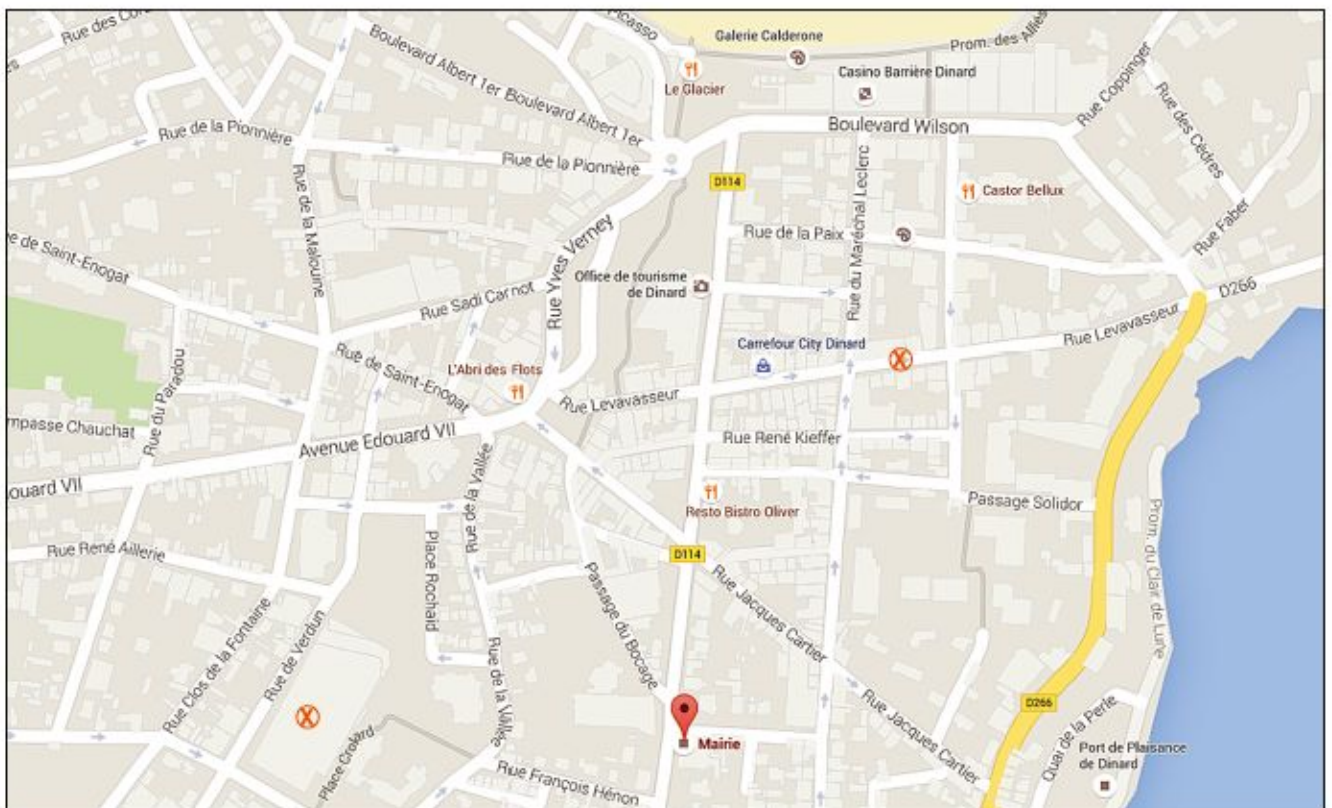 Picasso
Rue des Cor
Galerie Calderone
Prom. des Alliés
Boulevard Albert 1er
Boulevard Albert 1er
Le Glacier
Casino Barrière Dinard
Rue Coppinger
Rue des Cèdres
Rue de la Pionnière
Rue de la Pionnière
Boulevard Wilson
D114
Castor Bellux
Rue de la Malouine
Rue du Maréchal Leclerc
Rue de la Paix
Rue Faber
e de Saint-Enogat
Rue Yves Verney
Office de tourisme
de Dinard
Rue Sadi Carnot
D266
Rue Levavasseur
Carrefour City Dinard
Rue du Paradou
Rue de Saint-Enogat
L'Abri des Flots
Rue Levavasseur
mpasse Chauchat
Avenue Edouard VII
Rue René Kieffer
ouard VII
Rue de la Vallée
Resto Bistro Oliver
Passage Solidor
Prom. du Clair de Lune
Rue René Aillerie
Place Rochaid
D114
Passage du Bocage
Rue Jacques Cartier
Rue Clos de la Fontaine
Rue de Verdun
Rue de la Vallée
Rue Jacques Cartier
D266
Quai de la Perle
Mairie
Port de Plaisance
de Dinard
Place Crolard
Rue François Hénon